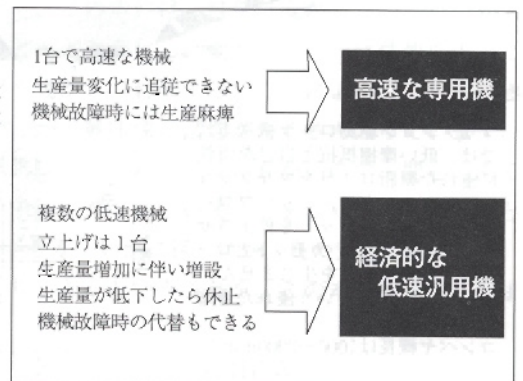 1台で高速な機械
生産量変化に追従できない
機械故障時には生産麻痺
高速な専用機
複数の低速機械
立上げは1台
生産量増加に伴い増設
生産量が低下したら休止
機械故障時の代替もできる
経済的な
低速汎用機